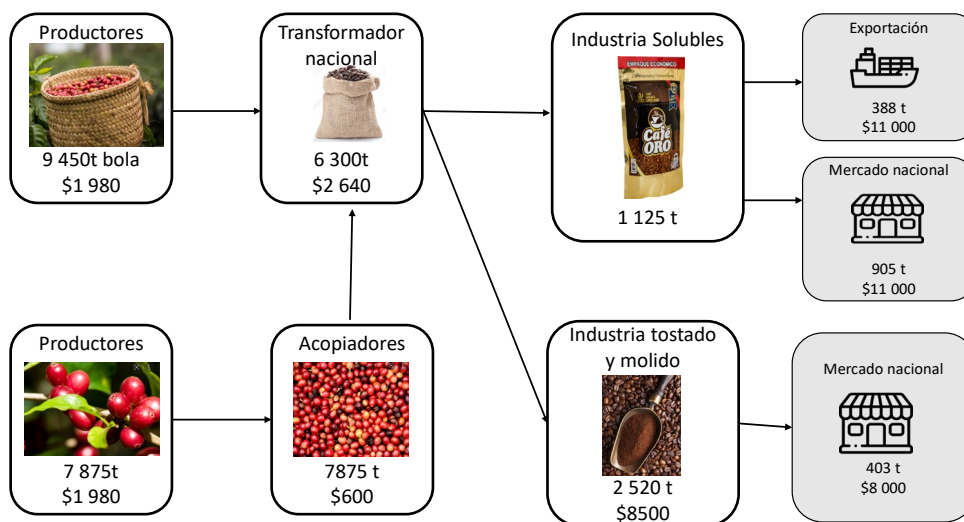 Productores
9 450t bola
$1 980
Transformador
nacional
6 300t
$2 640
Industria Solubles
EMPAQUE ECONÓMICO
Café
ORO
1 125 t
Exportación
388 t
$11 000
Mercado nacional
905 t
$11 000
Productores
7 875t
$1 980
Acopiadores
7875 t
$600
Industria tostado
y molido
2 520 t
$8500
Mercado nacional
403 t
$8 000